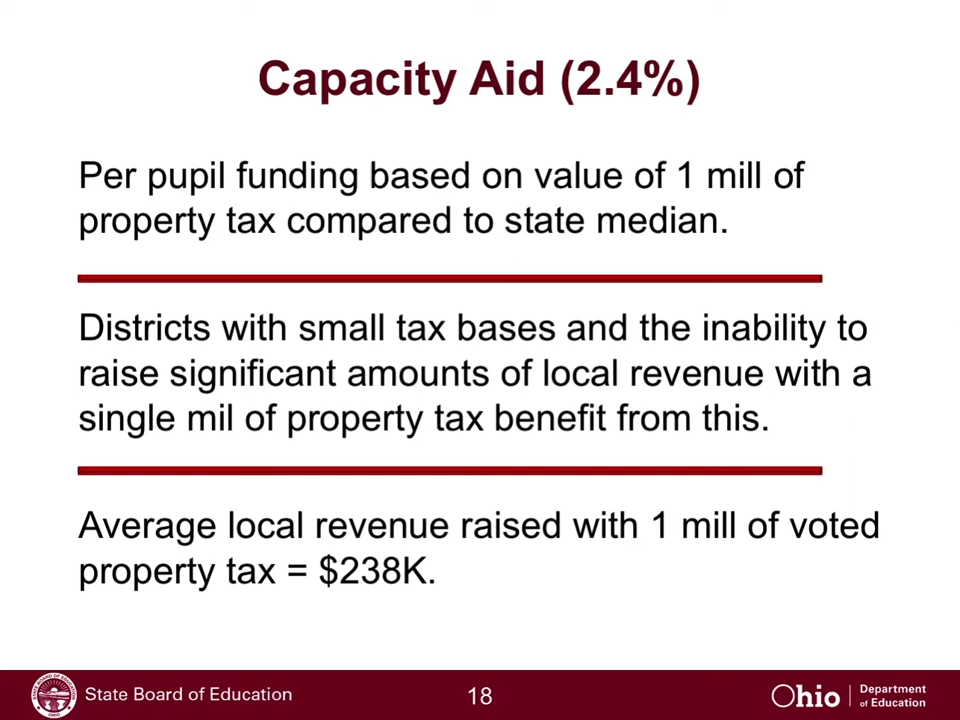 Capacity Aid (2.4%)
Per pupil funding based on value of 1 mill of
property tax compared to state median.
Districts with small tax bases and the inability to
raise significant amounts of local revenue with a
single mil of property tax benefit from this.
Average local revenue raised with 1 mill of voted
property tax = $238K.
State Board of Education
18
Ohio
Department
of Education